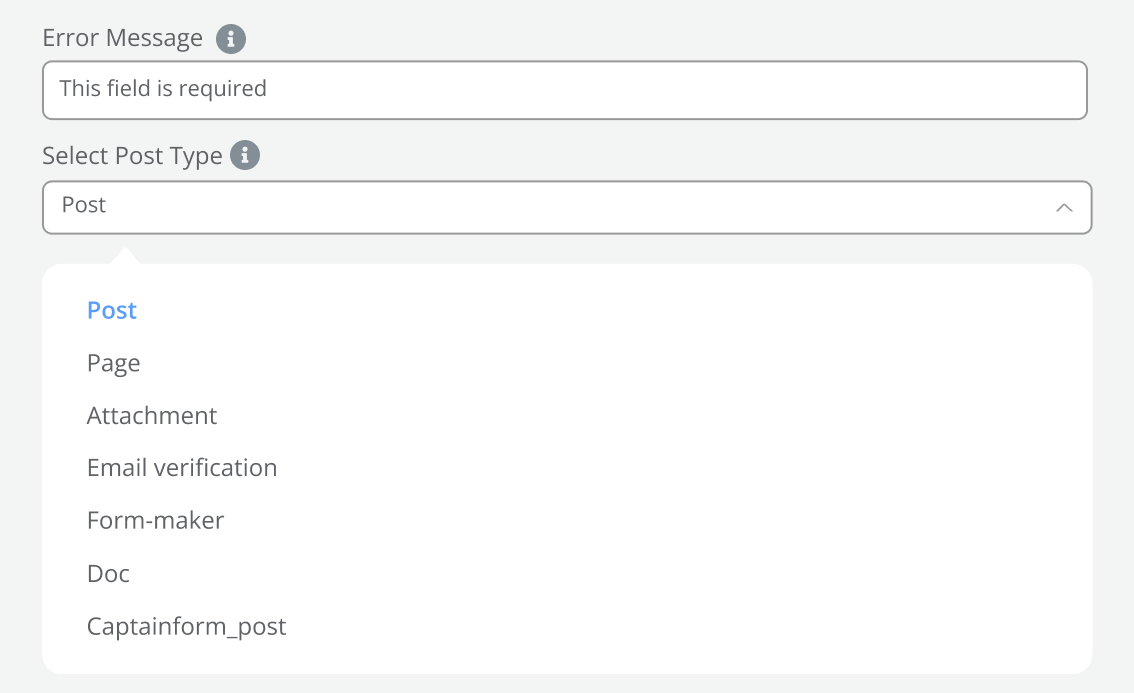 Error Message
This field is required
Select Post Type
Post
Post
Page
Attachment
Email verification
Form-maker
Doc
Captainform_post